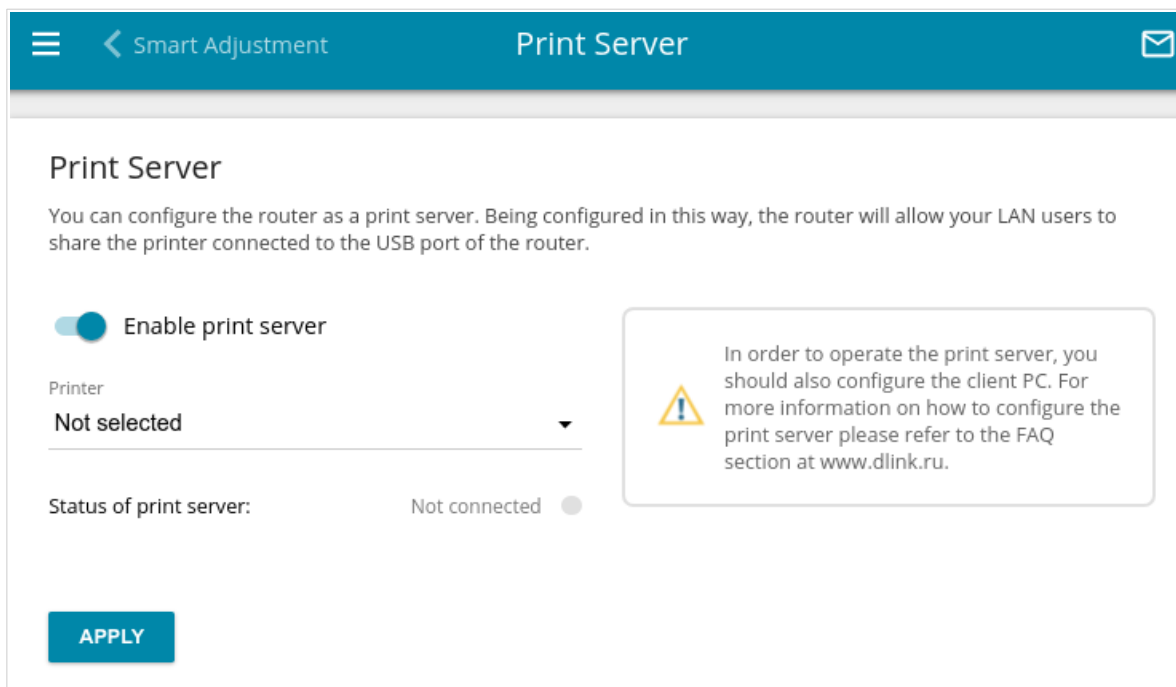 Smart Adjustment
Print Server
Print Server
You can configure the router as a print server. Being configured in this way, the router will allow your LAN users to
share the printer connected to the USB port of the router.
Enable print server
Printer
Not selected
Status of print server:
Not connected
In order to operate the print server, you
should also configure the client PC. For
more information on how to configure the
print server please refer to the FAQ
section at www.dlink.ru.
APPLY